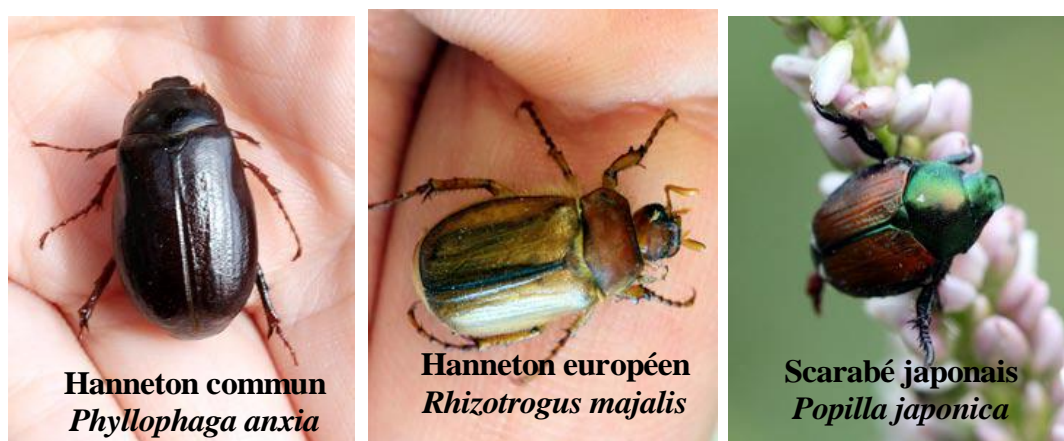 Hanneton commun
Phyllophaga anxia
Hanneton européen
Rhizotrogus majalis
Scarabé japonais
Popilla japonica